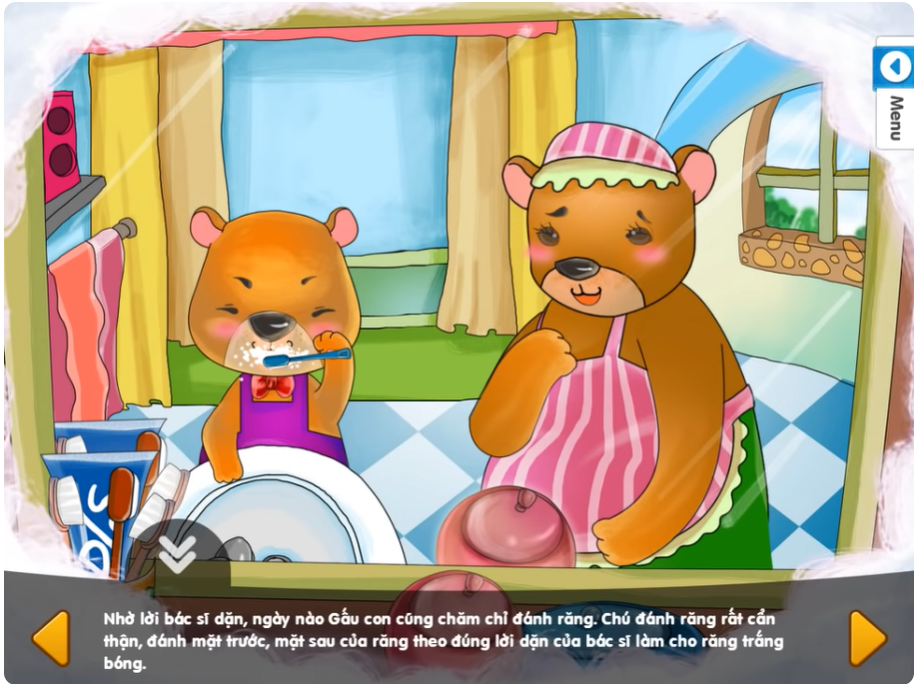 Menu
Nhờ lời bác sĩ dặn, ngày nào Gấu con cũng chăm chỉ đánh răng. Chú đánh răng rất cẩn
thận, đánh mặt trước, mặt sau của răng theo đúng lời dặn của bác sĩ làm cho răng trắng
bóng.